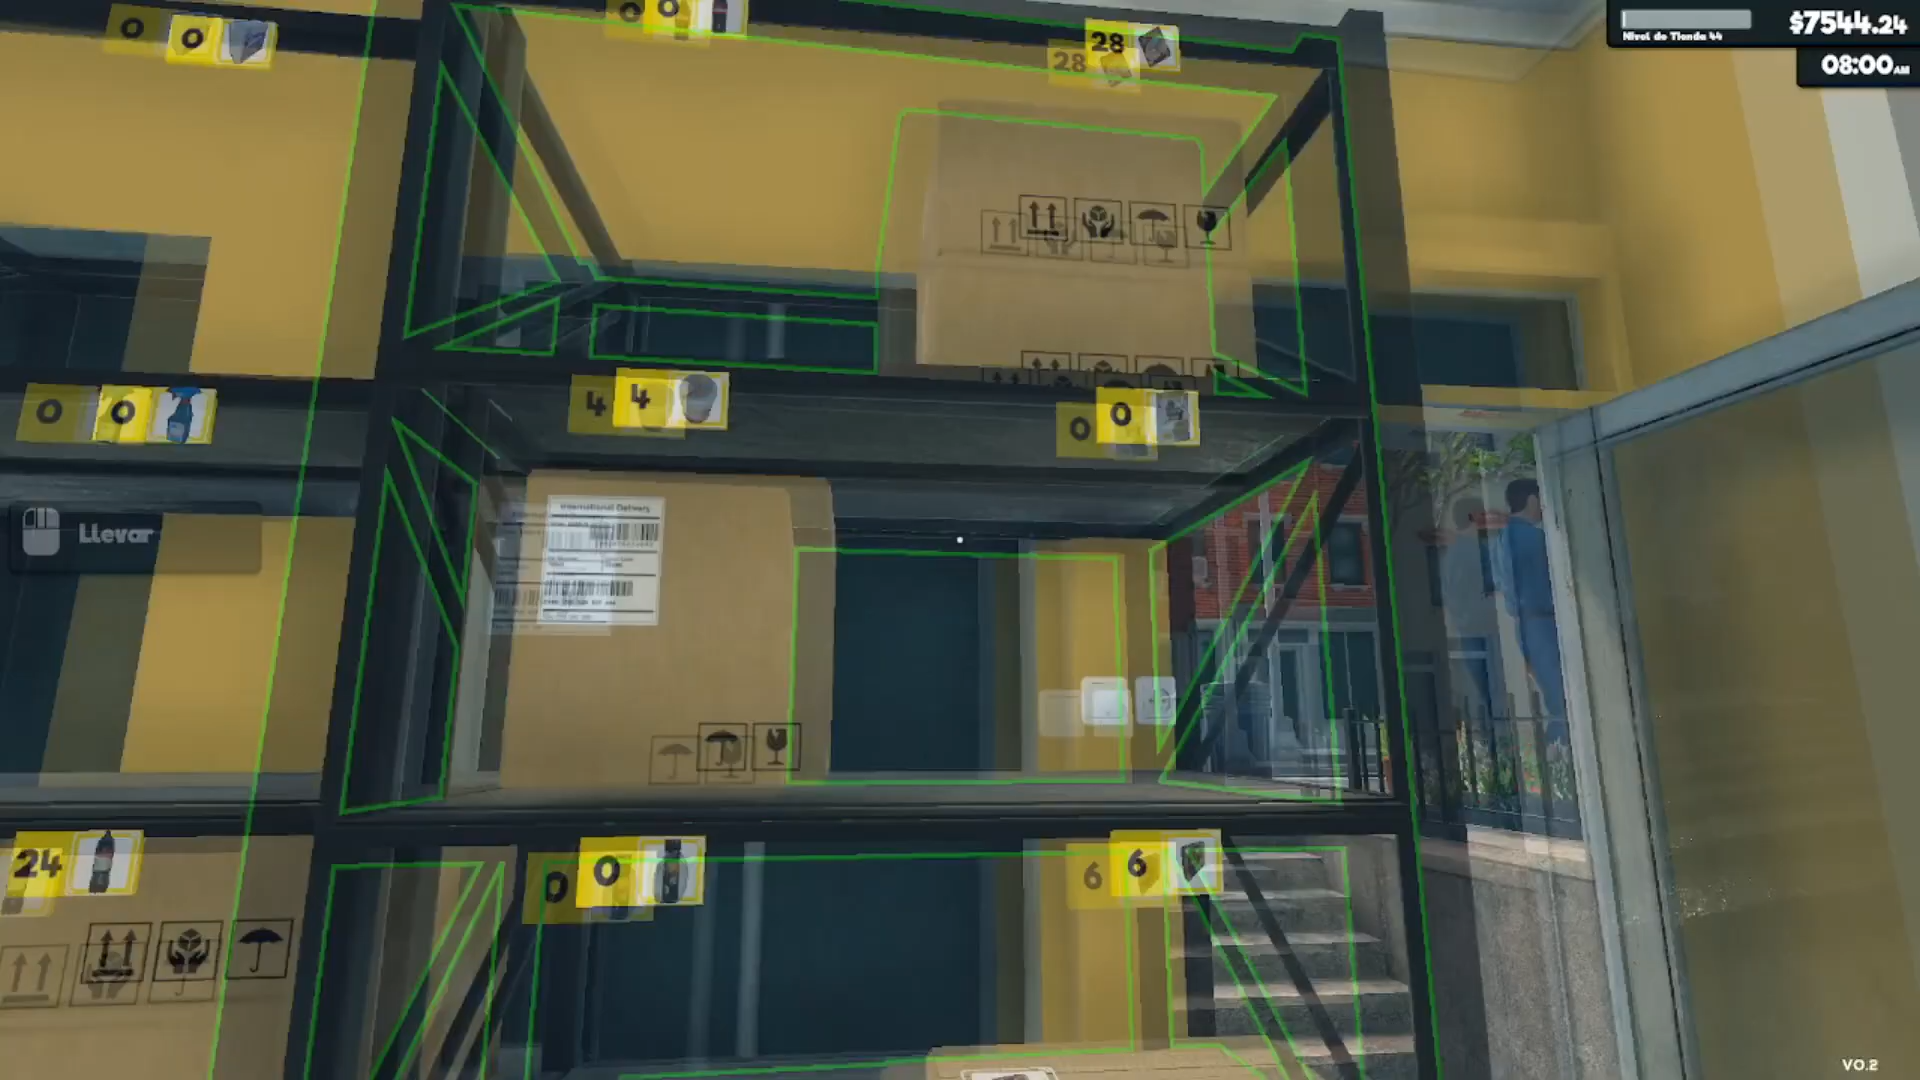 0 0
0 0
28
28
Nivel de Tienda 44
$7544.24
08:00AM
0 0
4 4
0 0
Llevar
International Delivery
24
0 0
6 6
V0.2